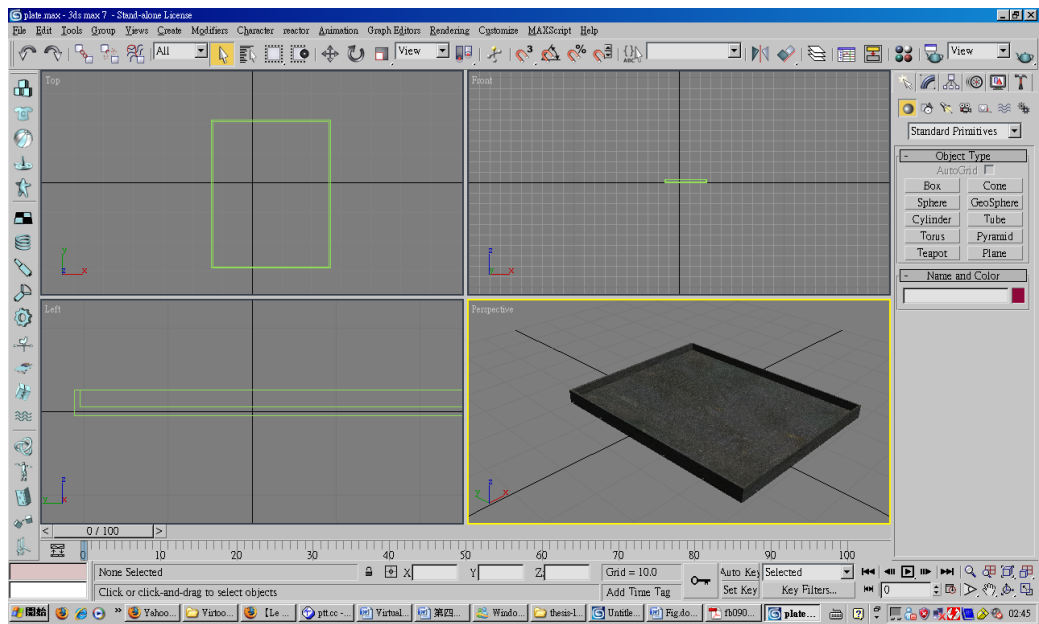 plate.max - 3ds max 7 - Stand-alone License
File Edit Tools Group Views Create Modifiers Character reactor Animation Graph Editors Rendering Customize MAXScript Help
All View View
Top
Front
Standard Primitives
- Object Type
AutoGrid
Box Cone
Sphere GeoSphere
Cylinder Tube
Torus Pyramid
Teapot Plane
- Name and Color
Left
Perspective
< 0 / 100 >
0 10 20 30 40 50 60 70 80 90 100
None Selected X Y Z Grid = 10.0 Auto Key Selected
Click or click-and-drag to select objects Add Time Tag Set Key Key Filters... 0
開始 Yahoo... Virtoo... [Le ... ptt.cc -... Virtual... 第四... Windo... thesis-l... Untitle... Fig.do... fb090... plate... 02:45